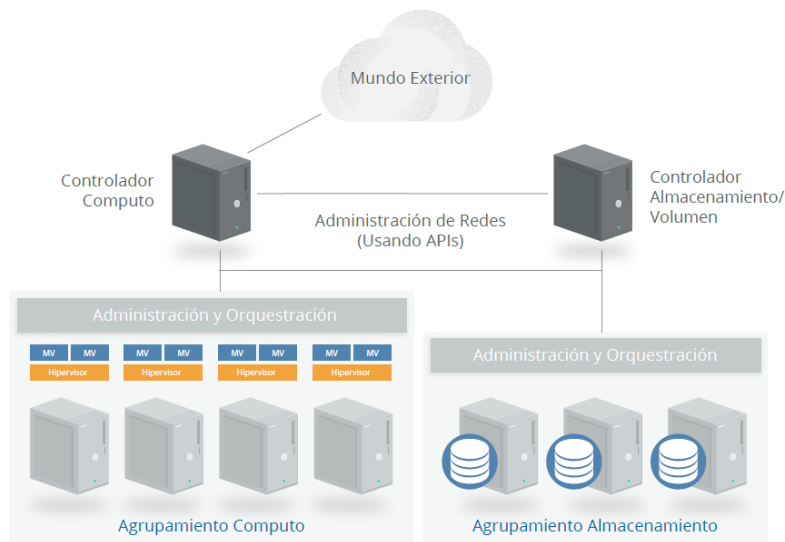 Mundo Exterior
Controlador
Computo
Controlador
Almacenamiento/
Volumen
Administración de Redes
(Usando APIs)
Administración y Orquestración
MV MV MV MV MV MV MV MV
Hipervisor Hipervisor Hipervisor Hipervisor
Agrupamiento Computo
Administración y Orquestración
Agrupamiento Almacenamiento